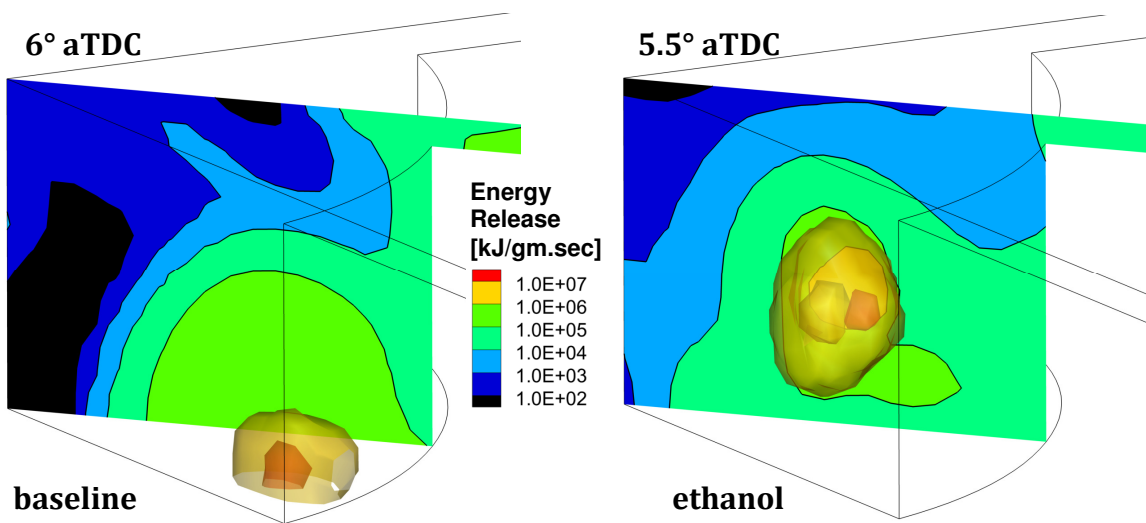 6° aTDC
5.5° aTDC
Energy
Release
[kJ/gm.sec]
1.0E+07
1.0E+06
1.0E+05
1.0E+04
1.0E+03
1.0E+02
baseline
ethanol